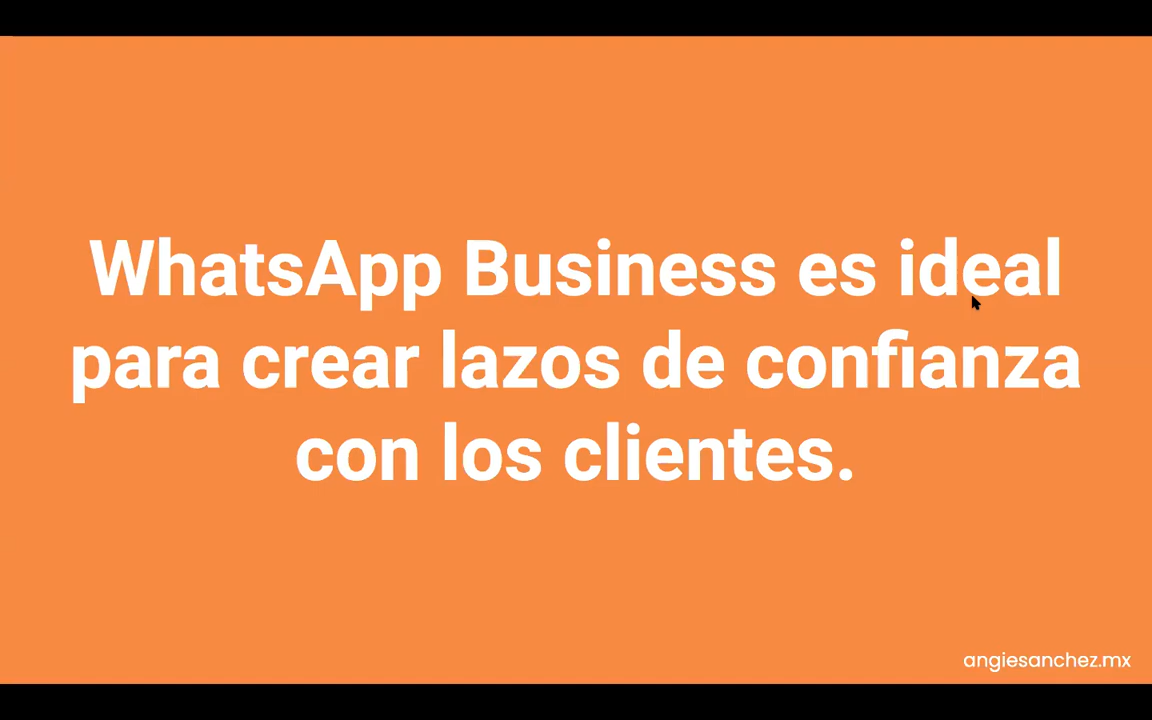 WhatsApp Business es ideal
para crear lazos de confianza
con los clientes.
angiesanchez.mx